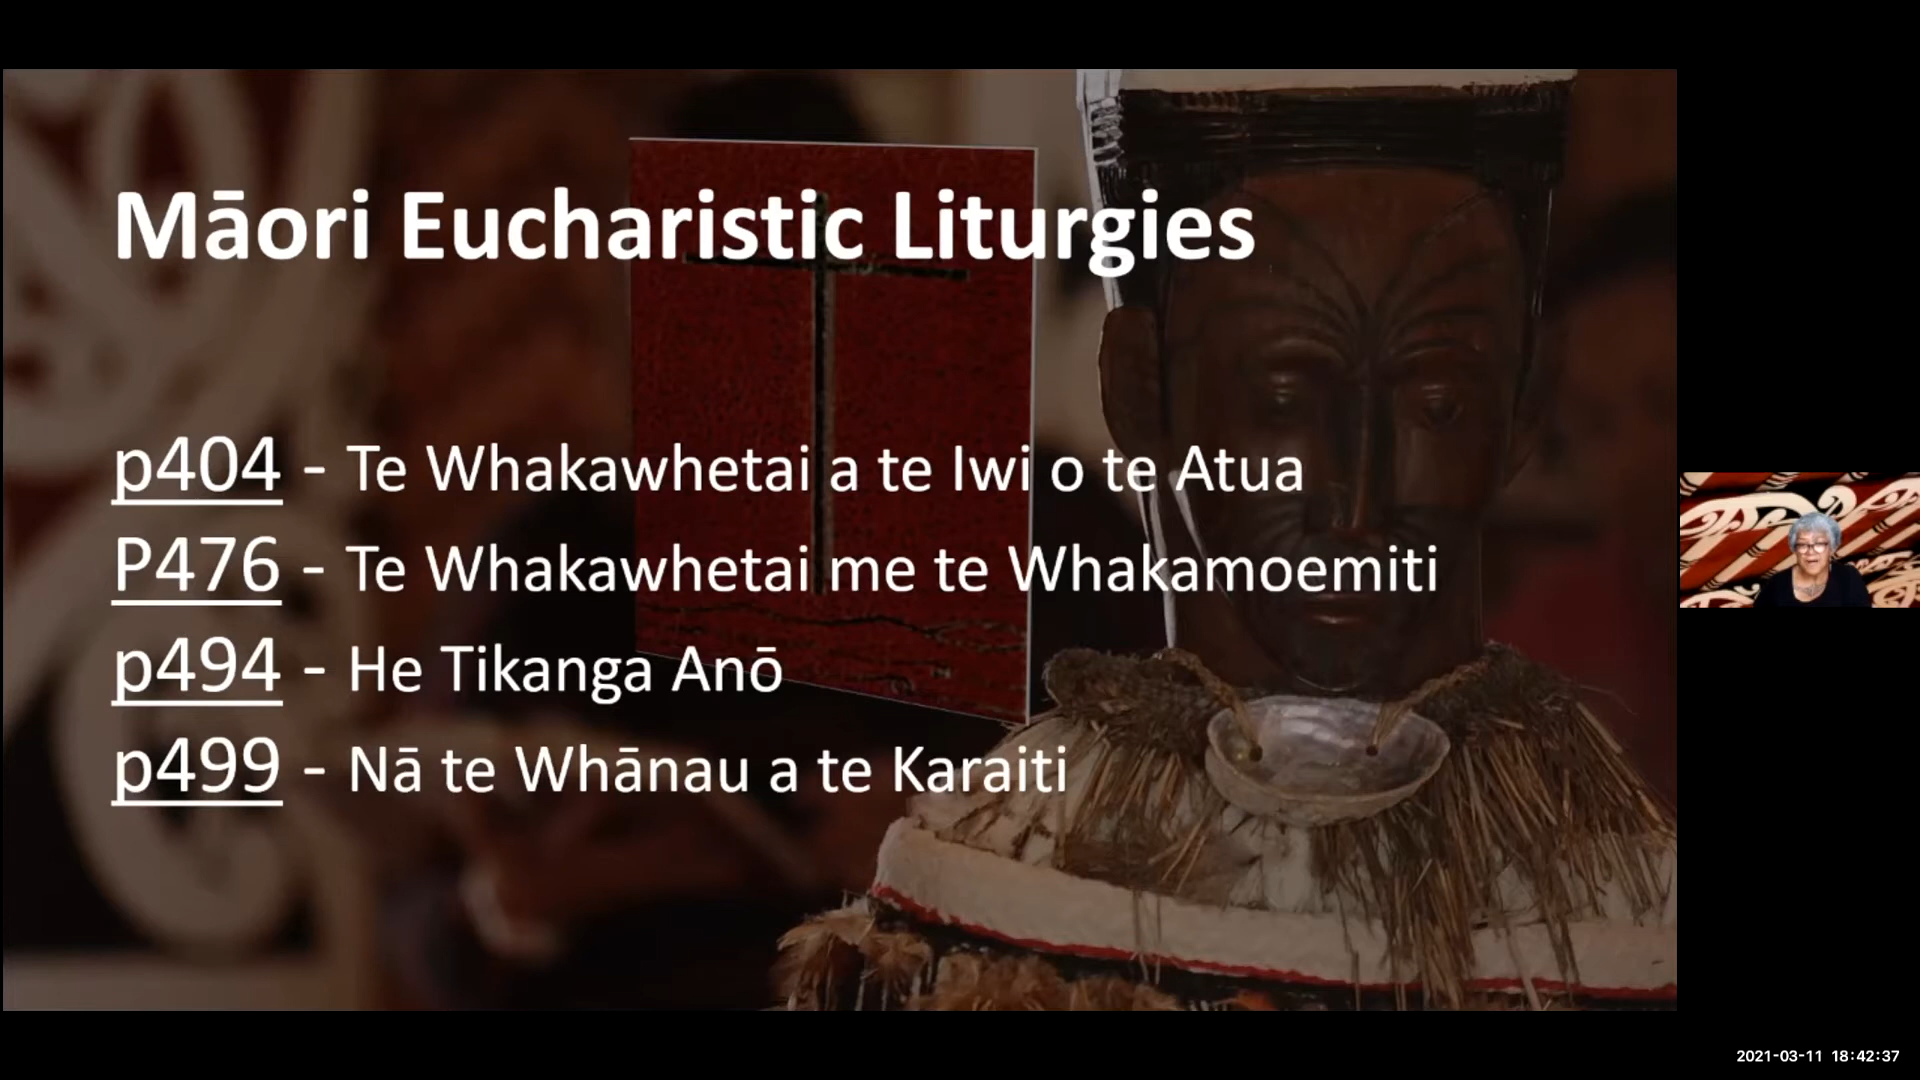 Māori Eucharistic Liturgies
p404 - Te Whakawhetai a te Iwi o te Atua
P476 - Te Whakawhetai me te Whakamoemiti
p494 - He Tikanga Anō
p499 - Nā te Whānau a te Karaiti
2021-03-11 18:42:37